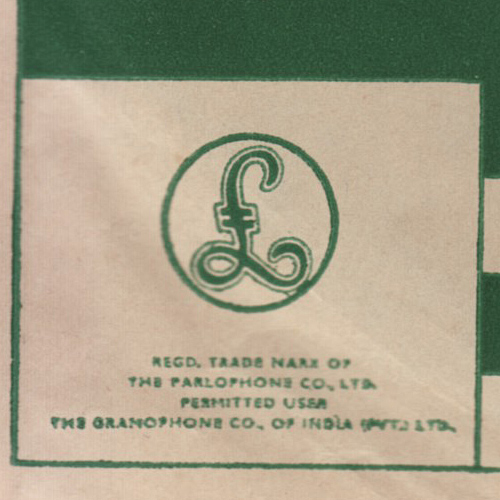 £
REGD. TRADE MARK OF
THE PARLOPHONE CO., LTD.
PERMITTED USER
THE GRAMOPHONE CO., OF INDIA (PVT.) LTD.,